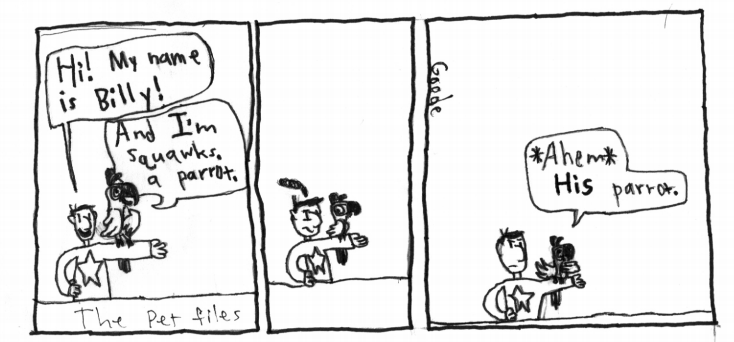 Hi! My name
is Billy!
And I'm
squawks.
a parrot.
The Pet files
Goode
*Ahem*
His parrot.